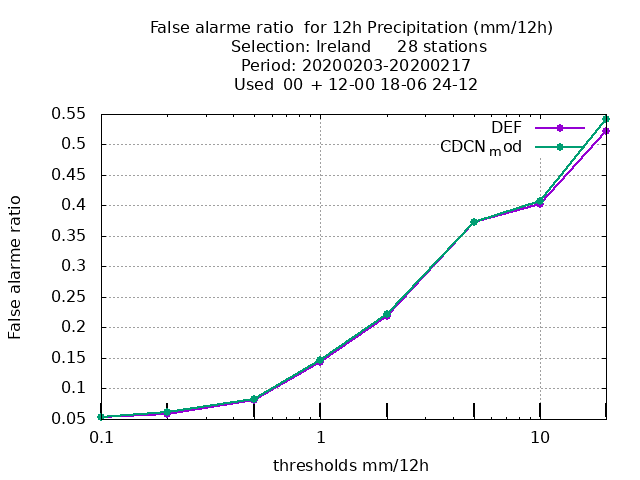 False alarme ratio  for 12h Precipitation (mm/12h)
Selection: Ireland     28 stations
Period: 20200203-20200217
Used  00  + 12-00 18-06 24-12
DEF
CDCN_mod
0.55
0.5
0.45
0.4
0.35
0.3
0.25
0.2
0.15
0.1
0.05
False alarme ratio
0.1
1
10
thresholds mm/12h